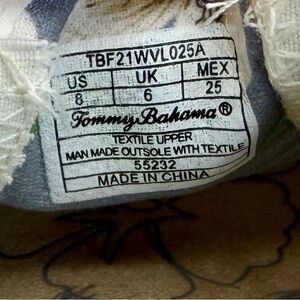 TBF21WVL025A
US UK MEX
8 6 25
Tommy Bahama®
TEXTILE UPPER
MAN MADE OUTSOLE WITH TEXTILE
55232
MADE IN CHINA